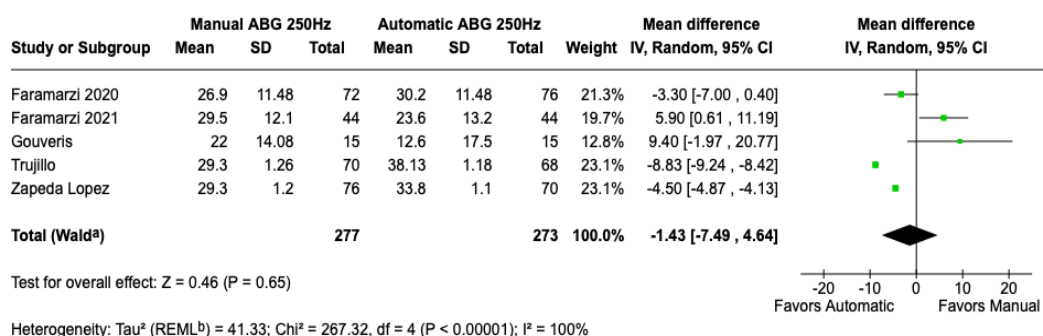 Manual ABG 250Hz Automatic ABG 250Hz Mean difference Mean difference
Study or Subgroup Mean SD Total Mean SD Total Weight IV, Random, 95% CI IV, Random, 95% CI
Faramarzi 2020 26.9 11.48 72 30.2 11.48 76 21.3% -3.30 [-7.00 , 0.40]
Faramarzi 2021 29.5 12.1 44 23.6 13.2 44 19.7% 5.90 [0.61 , 11.19]
Gouveris 22 14.08 15 12.6 17.5 15 12.8% 9.40 [-1.97 , 20.77]
Trujillo 29.3 1.26 70 38.13 1.18 68 23.1% -8.83 [-9.24 , -8.42]
Zapeda Lopez 29.3 1.2 76 33.8 1.1 70 23.1% -4.50 [-4.87 , -4.13]
Total (Waldᵃ) 277 273 100.0% -1.43 [-7.49 , 4.64]
Test for overall effect: Z = 0.46 (P = 0.65)
-20 -10 0 10 20
Favors Automatic Favors Manual
Heterogeneity: Tau² (REMLᵇ) = 41.33; Chi² = 267.32, df = 4 (P < 0.00001); I² = 100%